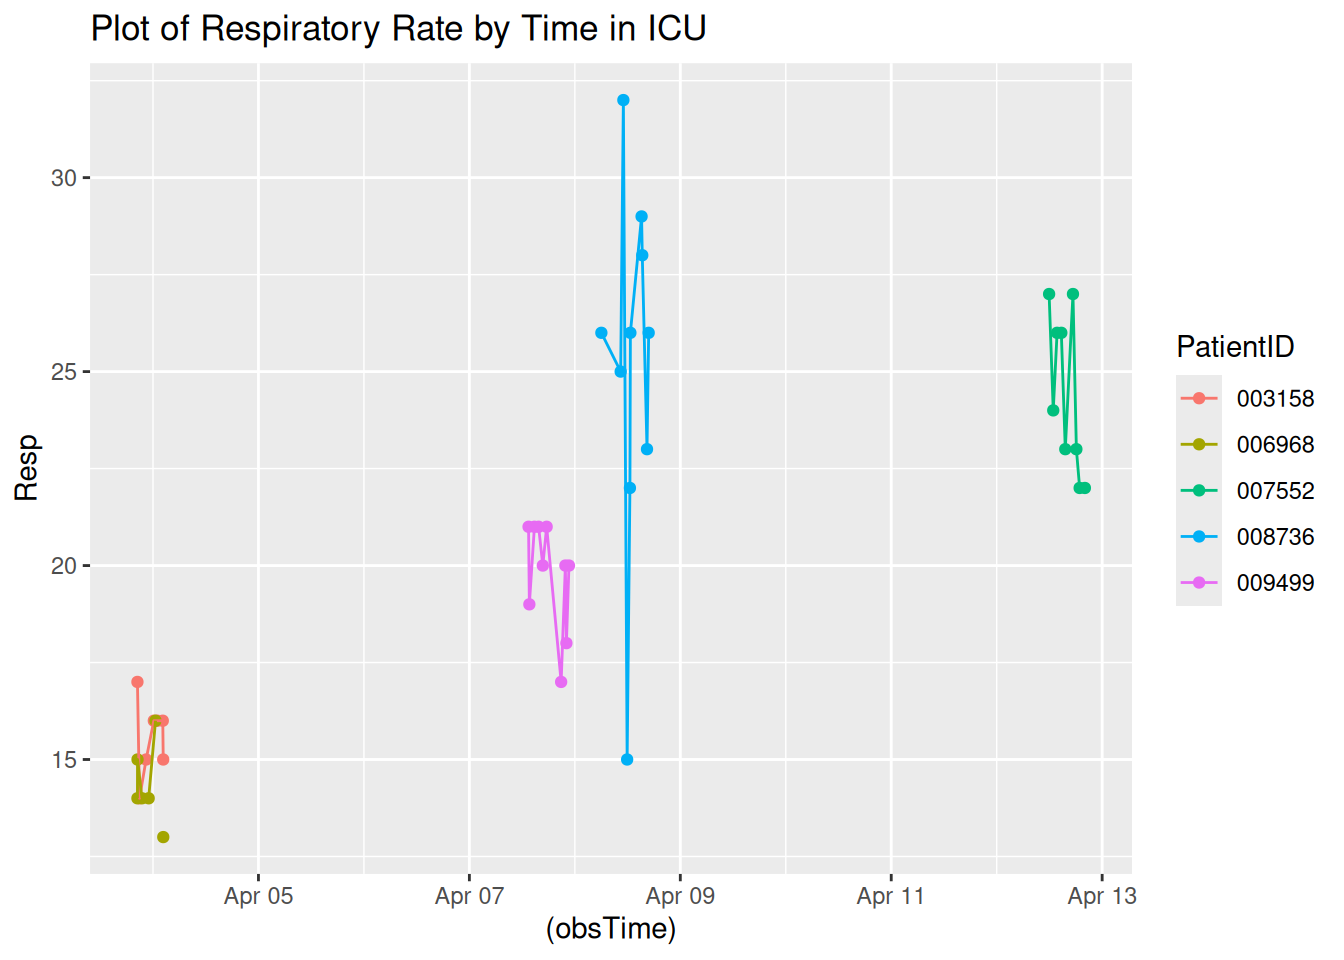 Plot of Respiratory Rate by Time in ICU
Resp
30
25
20
15
Apr 05
Apr 07
Apr 09
Apr 11
Apr 13
(obsTime)
PatientID
003158
006968
007552
008736
009499